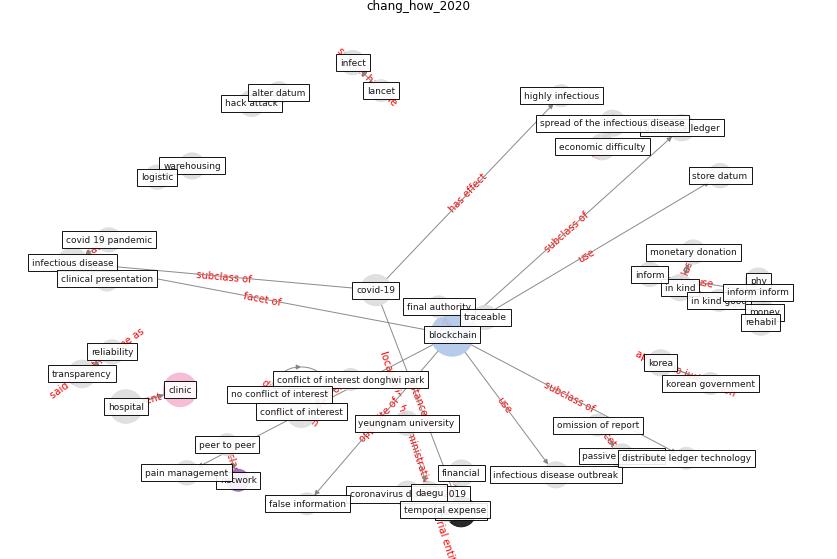 chang_how_2020
infect
lancet
alter datum
hack attack
highly infectious
spread of the infectious disease
ledger
economic difficulty
warehousing
logistic
store datum
has effect
subclass of
use
covid 19 pandemic
infectious disease
clinical presentation
subclass of
facet of
covid-19
monetary donation
inform
in kind
use
phy
inform inform
in kind
money
rehabil
final authority
traceable
blockchain
reliability
transparency
said
as
clinic
hospital
korea
korean government
conflict of interest donghwi park
no conflict of interest
conflict of interest
use
subclass of
yeungnam university
omission of report
passive
distribute ledger technology
peer to peer
pain management
financial
infectious disease outbreak
false information
daegu
019
temporal expense